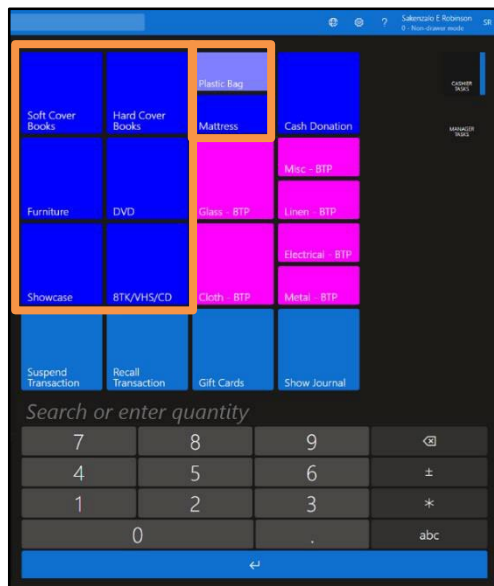 ? Sakenzalo E Robinson SR
0 - Non-drawer mode
Plastic Bag
CASHIER
TASKS
Soft Cover
Books
Hard Cover
Books
Mattress
Cash Donation
MANAGER
TASKS
Misc - BTP
Furniture
DVD
Glass - BTP
Linen - BTP
Electrical - BTP
Showcase
8TK/VHS/CD
Cloth - BTP
Metal - BTP
Suspend
Transaction
Recall
Transaction
Gift Cards
Show Journal
Search or enter quantity
7 8 9
4 5 6 ±
1 2 3 *
0 . abc